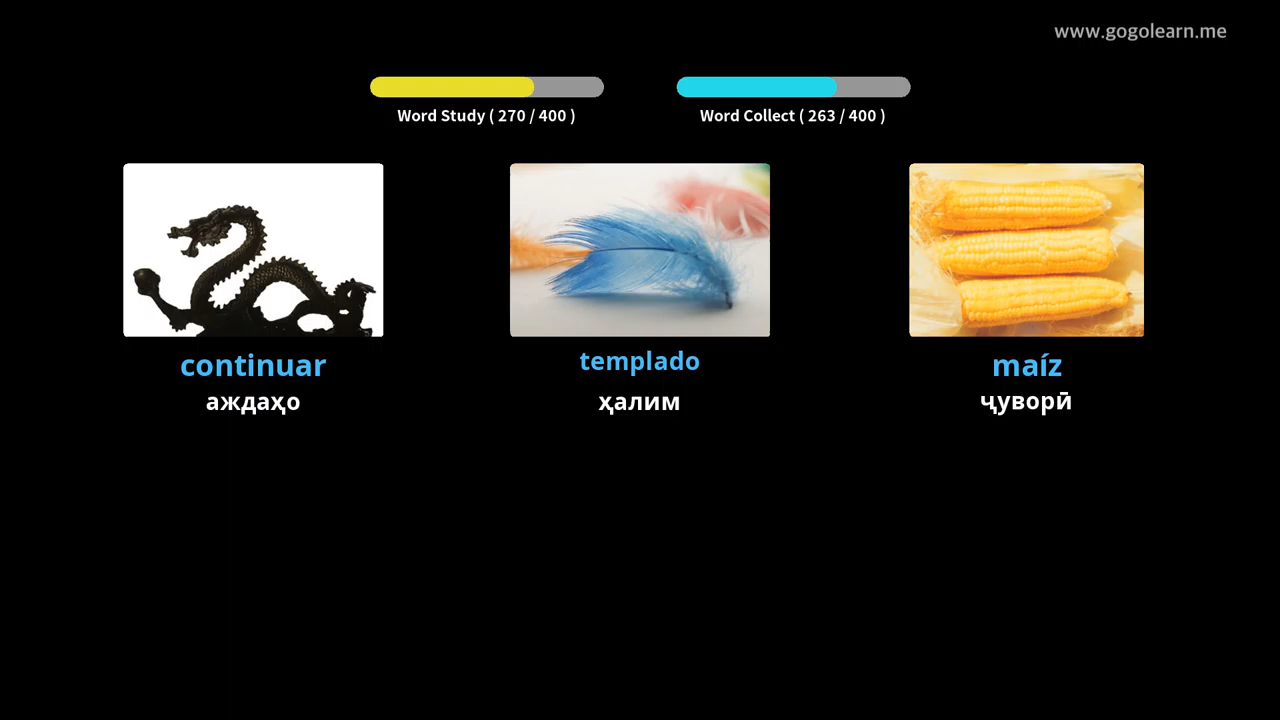 www.gogolearn.me
Word Study ( 270 / 400 )
Word Collect ( 263 / 400 )
continuar
аждаҳо
templado
ҳалим
maíz
ҷуворӣ